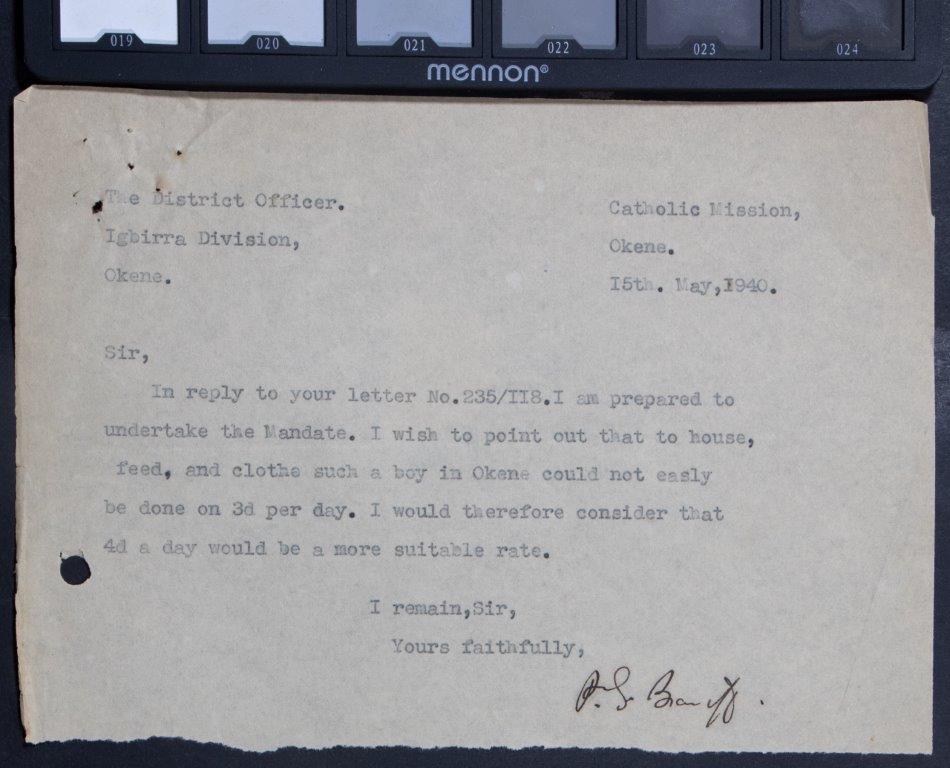 019 020 021 022 023 024
mennon®
The District Officer.
Igbirra Division,
Okene.
Catholic Mission,
Okene.
I5th. May,I940.
Sir,
In reply to your letter No.235/II8.I am prepared to
undertake the Mandate. I wish to point out that to house,
feed, and clothe such a boy in Okene could not easly
be done on 3d per day. I would therefore consider that
4d a day would be a more suitable rate.
I remain,Sir,
Yours faithfully,
P. G.